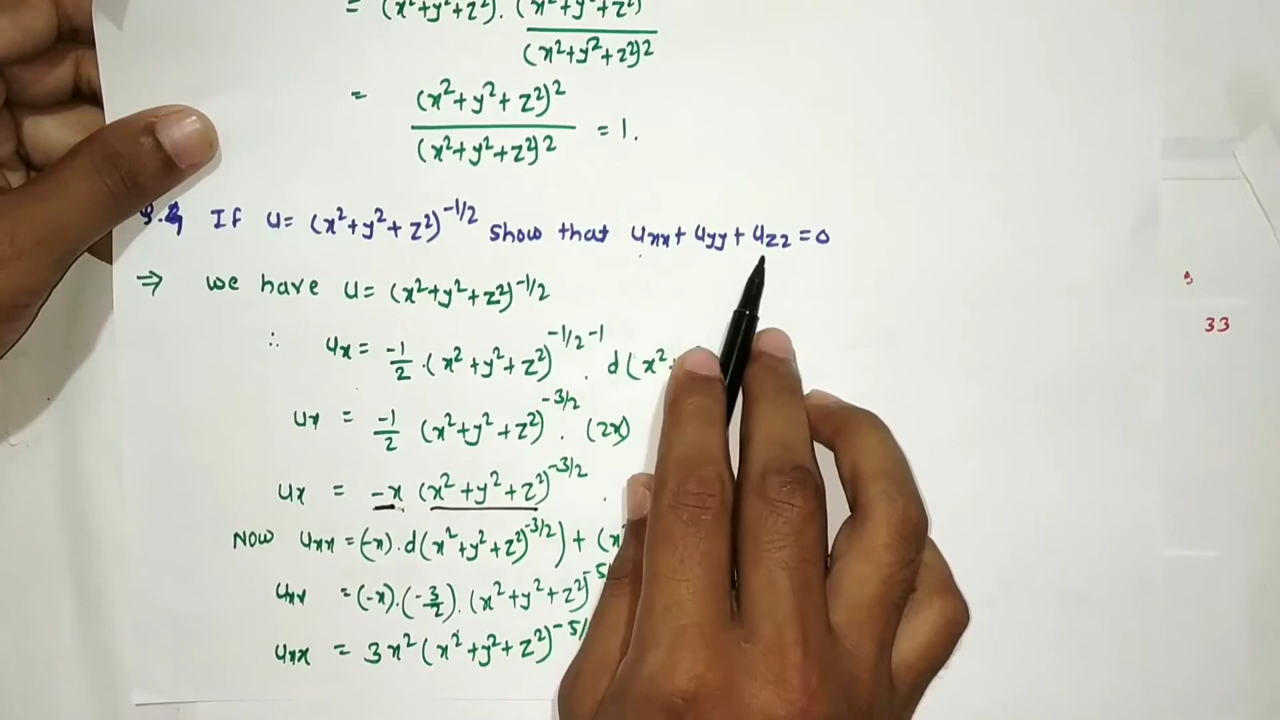 = (x²+y²+z²). (x²+y²+z²)
(x²+y²+z²)²
= (x²+y²+z²)²
(x²+y²+z²)² = 1.
If u = (x²+y²+z²)^-1/2 show that uxx + uyy + uzz = 0
⇒ we have u = (x²+y²+z²)^-1/2
∴ ux = -1/2 . (x²+y²+z²)^-1/2-1 . d(x²
ux = -1/2 (x²+y²+z²)^-3/2 . (2x)
ux = -x (x²+y²+z²)^-3/2 .
Now uxx = (-x). d(x²+y²+z²)^-3/2) + (x²
uxx = (-x).(-3/2). (x²+y²+z²)^-5/
uxx = 3x² (x²+y²+z²)^-5/
33